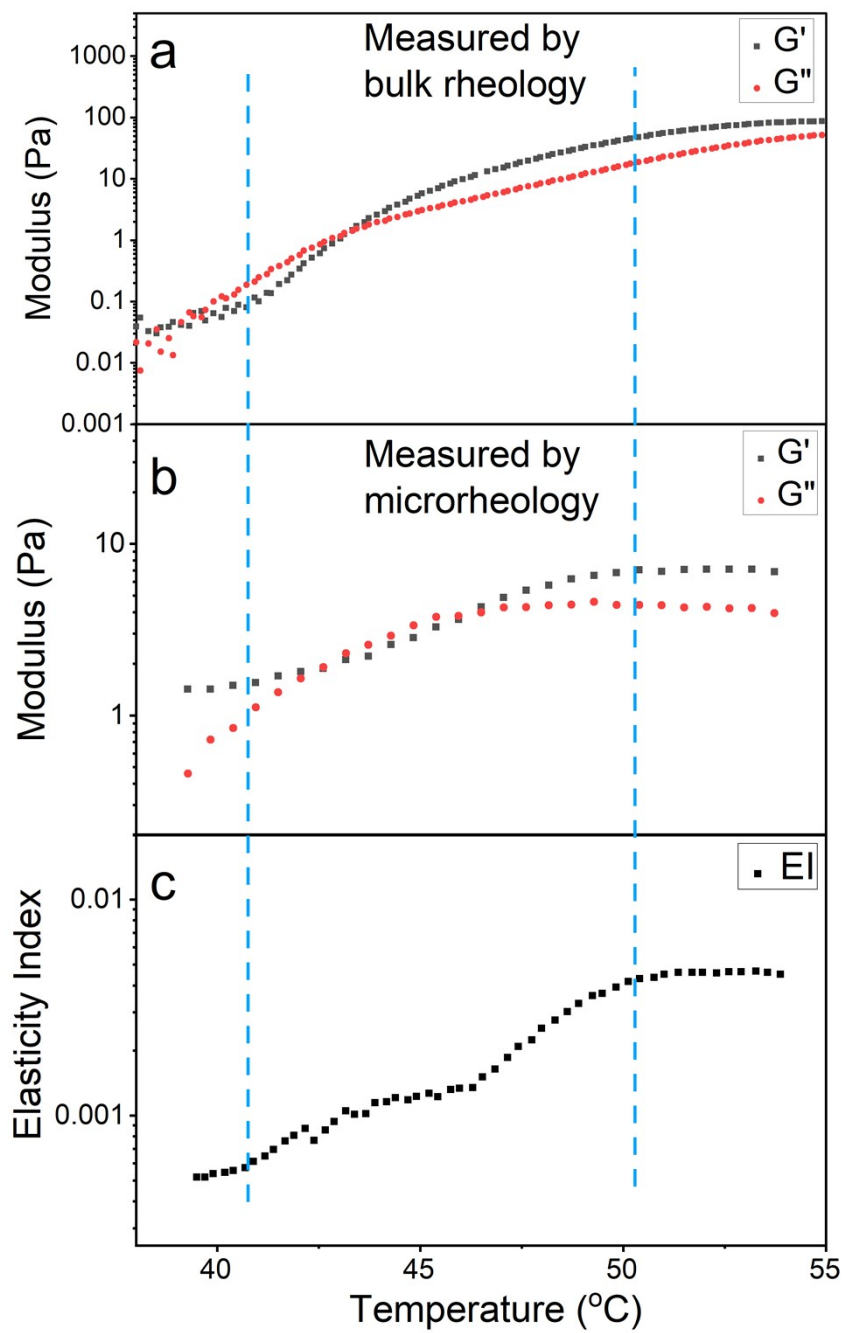 a
Measured by
bulk rheology
G'
G"
1000
100
10
1
0.1
0.01
0.001
Modulus (Pa)
b
Measured by
microrheology
G'
G"
10
1
Modulus (Pa)
c
EI
0.01
0.001
Elasticity Index
40
45
50
55
Temperature (°C)